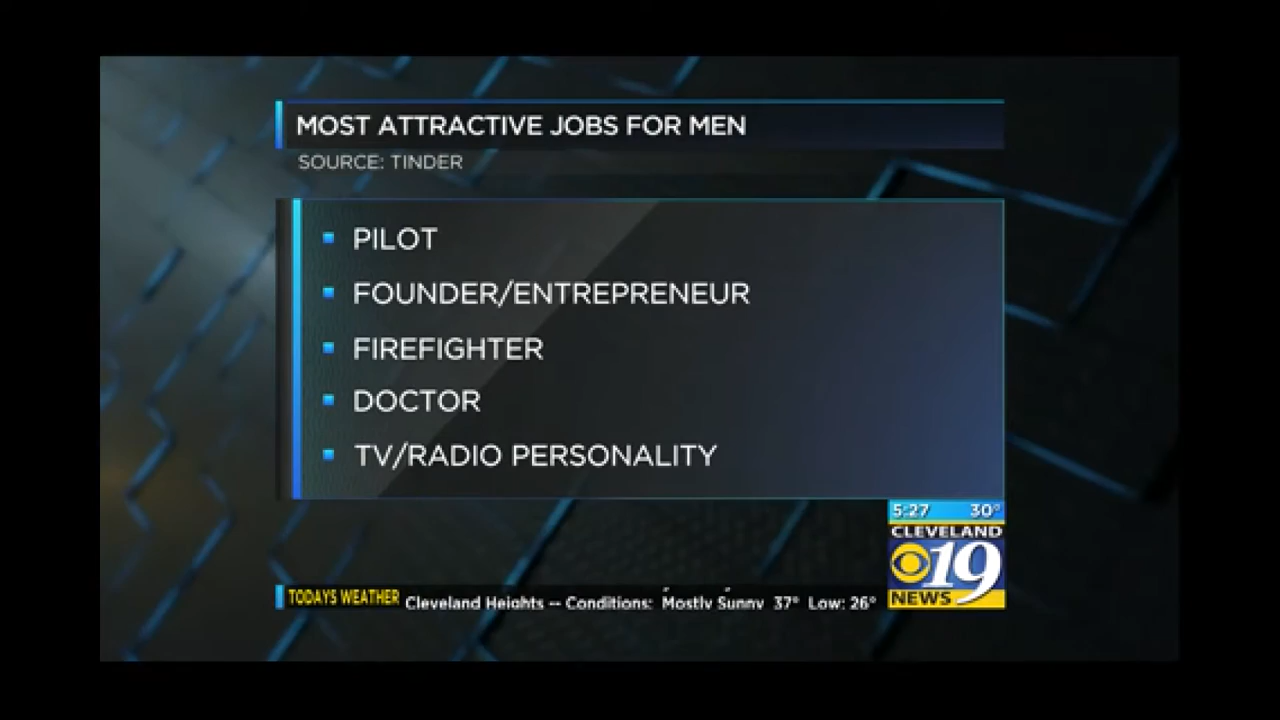 MOST ATTRACTIVE JOBS FOR MEN
SOURCE: TINDER
PILOT
FOUNDER/ENTREPRENEUR
FIREFIGHTER
DOCTOR
TV/RADIO PERSONALITY
5:27 30°
CLEVELAND
19
NEWS
TODAYS WEATHER Cleveland Heights -- Conditions: Mostly Sunny 37° Low: 26°